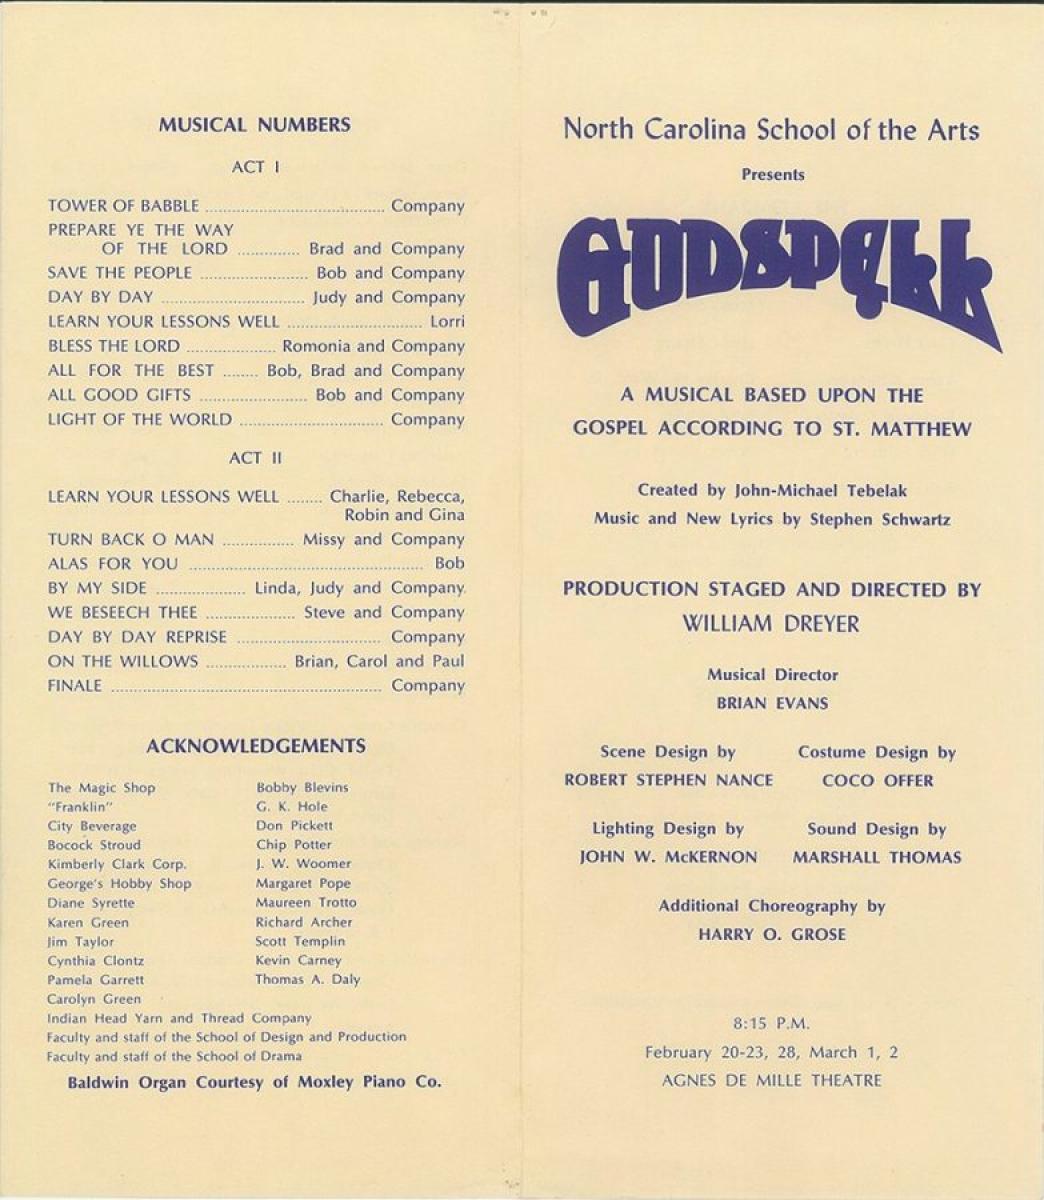 MUSICAL NUMBERS
ACT I
TOWER OF BABBLE ........................................ Company
PREPARE YE THE WAY
OF THE LORD .............. Brad and Company
SAVE THE PEOPLE ........................ Bob and Company
DAY BY DAY ................................ Judy and Company
LEARN YOUR LESSONS WELL .............................. Lorri
BLESS THE LORD .................... Romonia and Company
ALL FOR THE BEST ........ Bob, Brad and Company
ALL GOOD GIFTS ........................ Bob and Company
LIGHT OF THE WORLD ................................ Company
ACT II
LEARN YOUR LESSONS WELL ........ Charlie, Rebecca,
Robin and Gina
TURN BACK O MAN ................ Missy and Company
ALAS FOR YOU .................................................... Bob
BY MY SIDE .................... Linda, Judy and Company
WE BESEECH THEE .................... Steve and Company
DAY BY DAY REPRISE ................................ Company
ON THE WILLOWS .................. Brian, Carol and Paul
FINALE ............................................................ Company
ACKNOWLEDGEMENTS
The Magic Shop
"Franklin"
City Beverage
Bocock Stroud
Kimberly Clark Corp.
George's Hobby Shop
Diane Syrette
Karen Green
Jim Taylor
Cynthia Clontz
Pamela Garrett
Carolyn Green
Bobby Blevins
G. K. Hole
Don Pickett
Chip Potter
J. W. Woomer
Margaret Pope
Maureen Trotto
Richard Archer
Scott Templin
Kevin Carney
Thomas A. Daly
Indian Head Yarn and Thread Company
Faculty and staff of the School of Design and Production
Faculty and staff of the School of Drama
Baldwin Organ Courtesy of Moxley Piano Co.
North Carolina School of the Arts
Presents
GODSPELL
A MUSICAL BASED UPON THE
GOSPEL ACCORDING TO ST. MATTHEW
Created by John-Michael Tebelak
Music and New Lyrics by Stephen Schwartz
PRODUCTION STAGED AND DIRECTED BY
WILLIAM DREYER
Musical Director
BRIAN EVANS
Scene Design by
ROBERT STEPHEN NANCE
Costume Design by
COCO OFFER
Lighting Design by
JOHN W. McKERNON
Sound Design by
MARSHALL THOMAS
Additional Choreography by
HARRY O. GROSE
8:15 P.M.
February 20-23, 28, March 1, 2
AGNES DE MILLE THEATRE